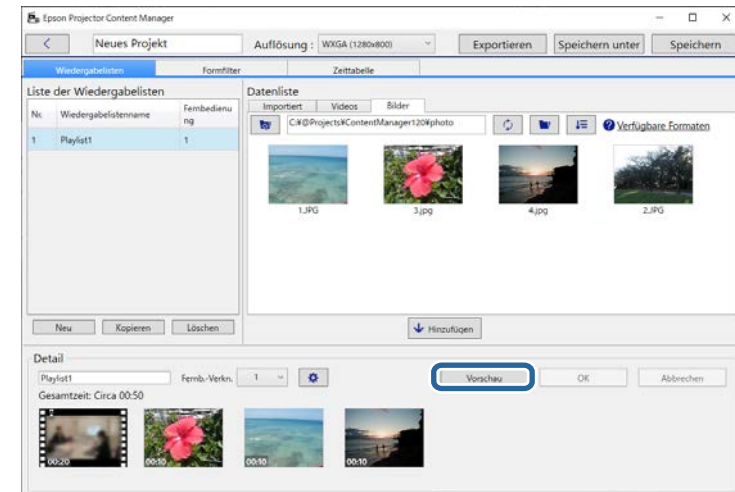 Epson Projector Content Manager
Neues Projekt Auflösung : WXGA (1280x800) Exportieren Speichern unter Speichern
Wiedergabelisten Formfilter Zeittabelle
Liste der Wiedergabelisten
Nr. Wiedergabelistenname Fernbedienu
ng
1 Playlist1 1
Neu Kopieren Löschen
Datenliste
Importiert Videos Bilder
C:¥@Projects¥ContentManager120¥photo Verfügbare Formaten
1.JPG 3.jpg 4.jpg 2.JPG
Hinzufügen
Detail
Playlist1 Fernb.-Verkn. 1 Vorschau OK Abbrechen
Gesamtzeit: Circa 00:50
00:20 00:10 00:10 00:10